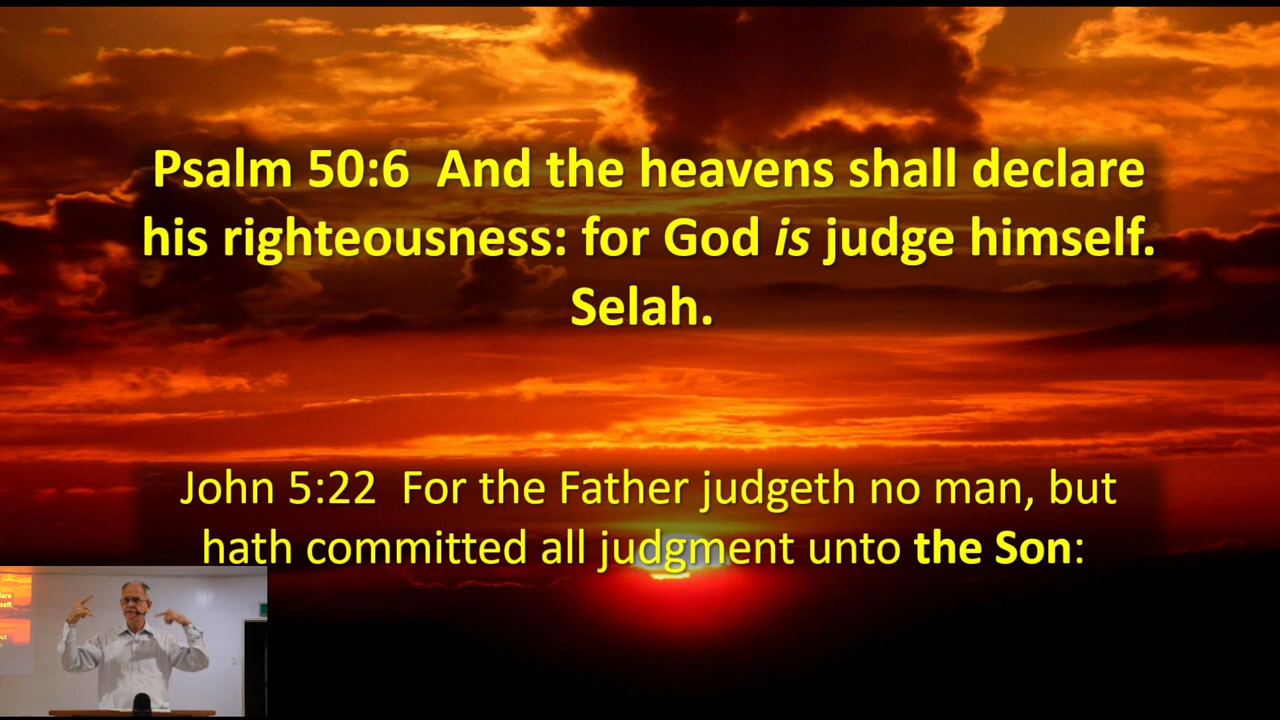 Psalm 50:6  And the heavens shall declare
his righteousness: for God is judge himself.
Selah.
John 5:22  For the Father judgeth no man, but
hath committed all judgment unto the Son: